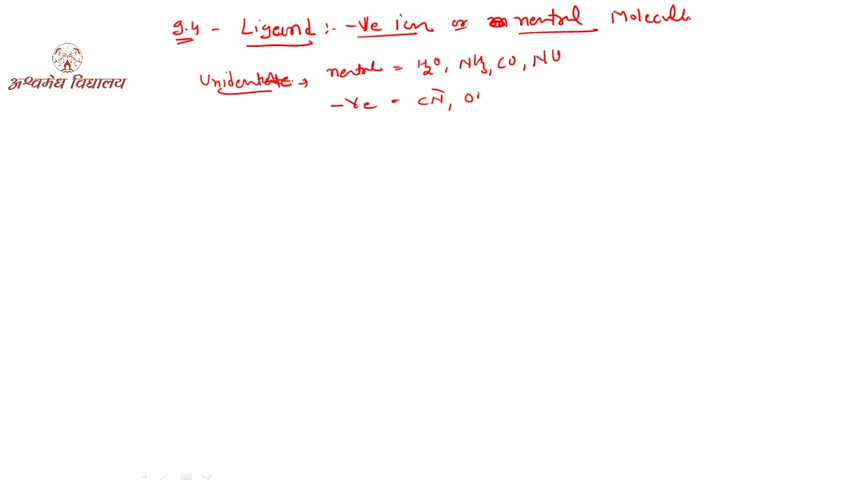 9.4 - Ligand :- -Ve ion or neutral Molecule
अश्वमेध विद्यालय
Unidentate → neutral = H2O, NH3, CO, NO
-Ve = CN⁻, O